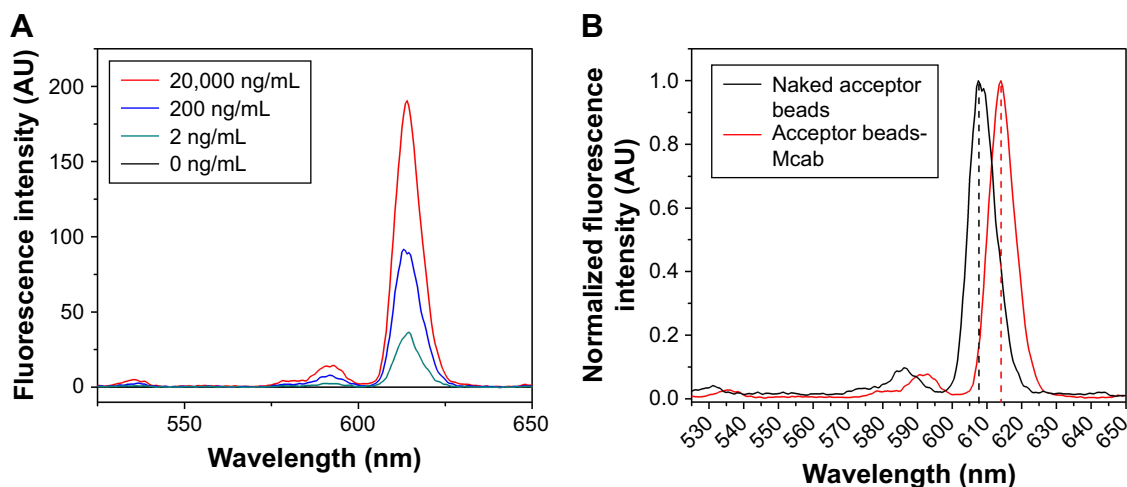 A
Fluorescence intensity (AU)
200
150
100
50
0
20,000 ng/mL
200 ng/mL
2 ng/mL
0 ng/mL
550
600
650
Wavelength (nm)
B
Normalized fluorescence
intensity (AU)
1.0
0.8
0.6
0.4
0.2
0.0
Naked acceptor
beads
Acceptor beads-
Mcab
530
540
550
560
570
580
590
600
610
620
630
640
650
Wavelength (nm)